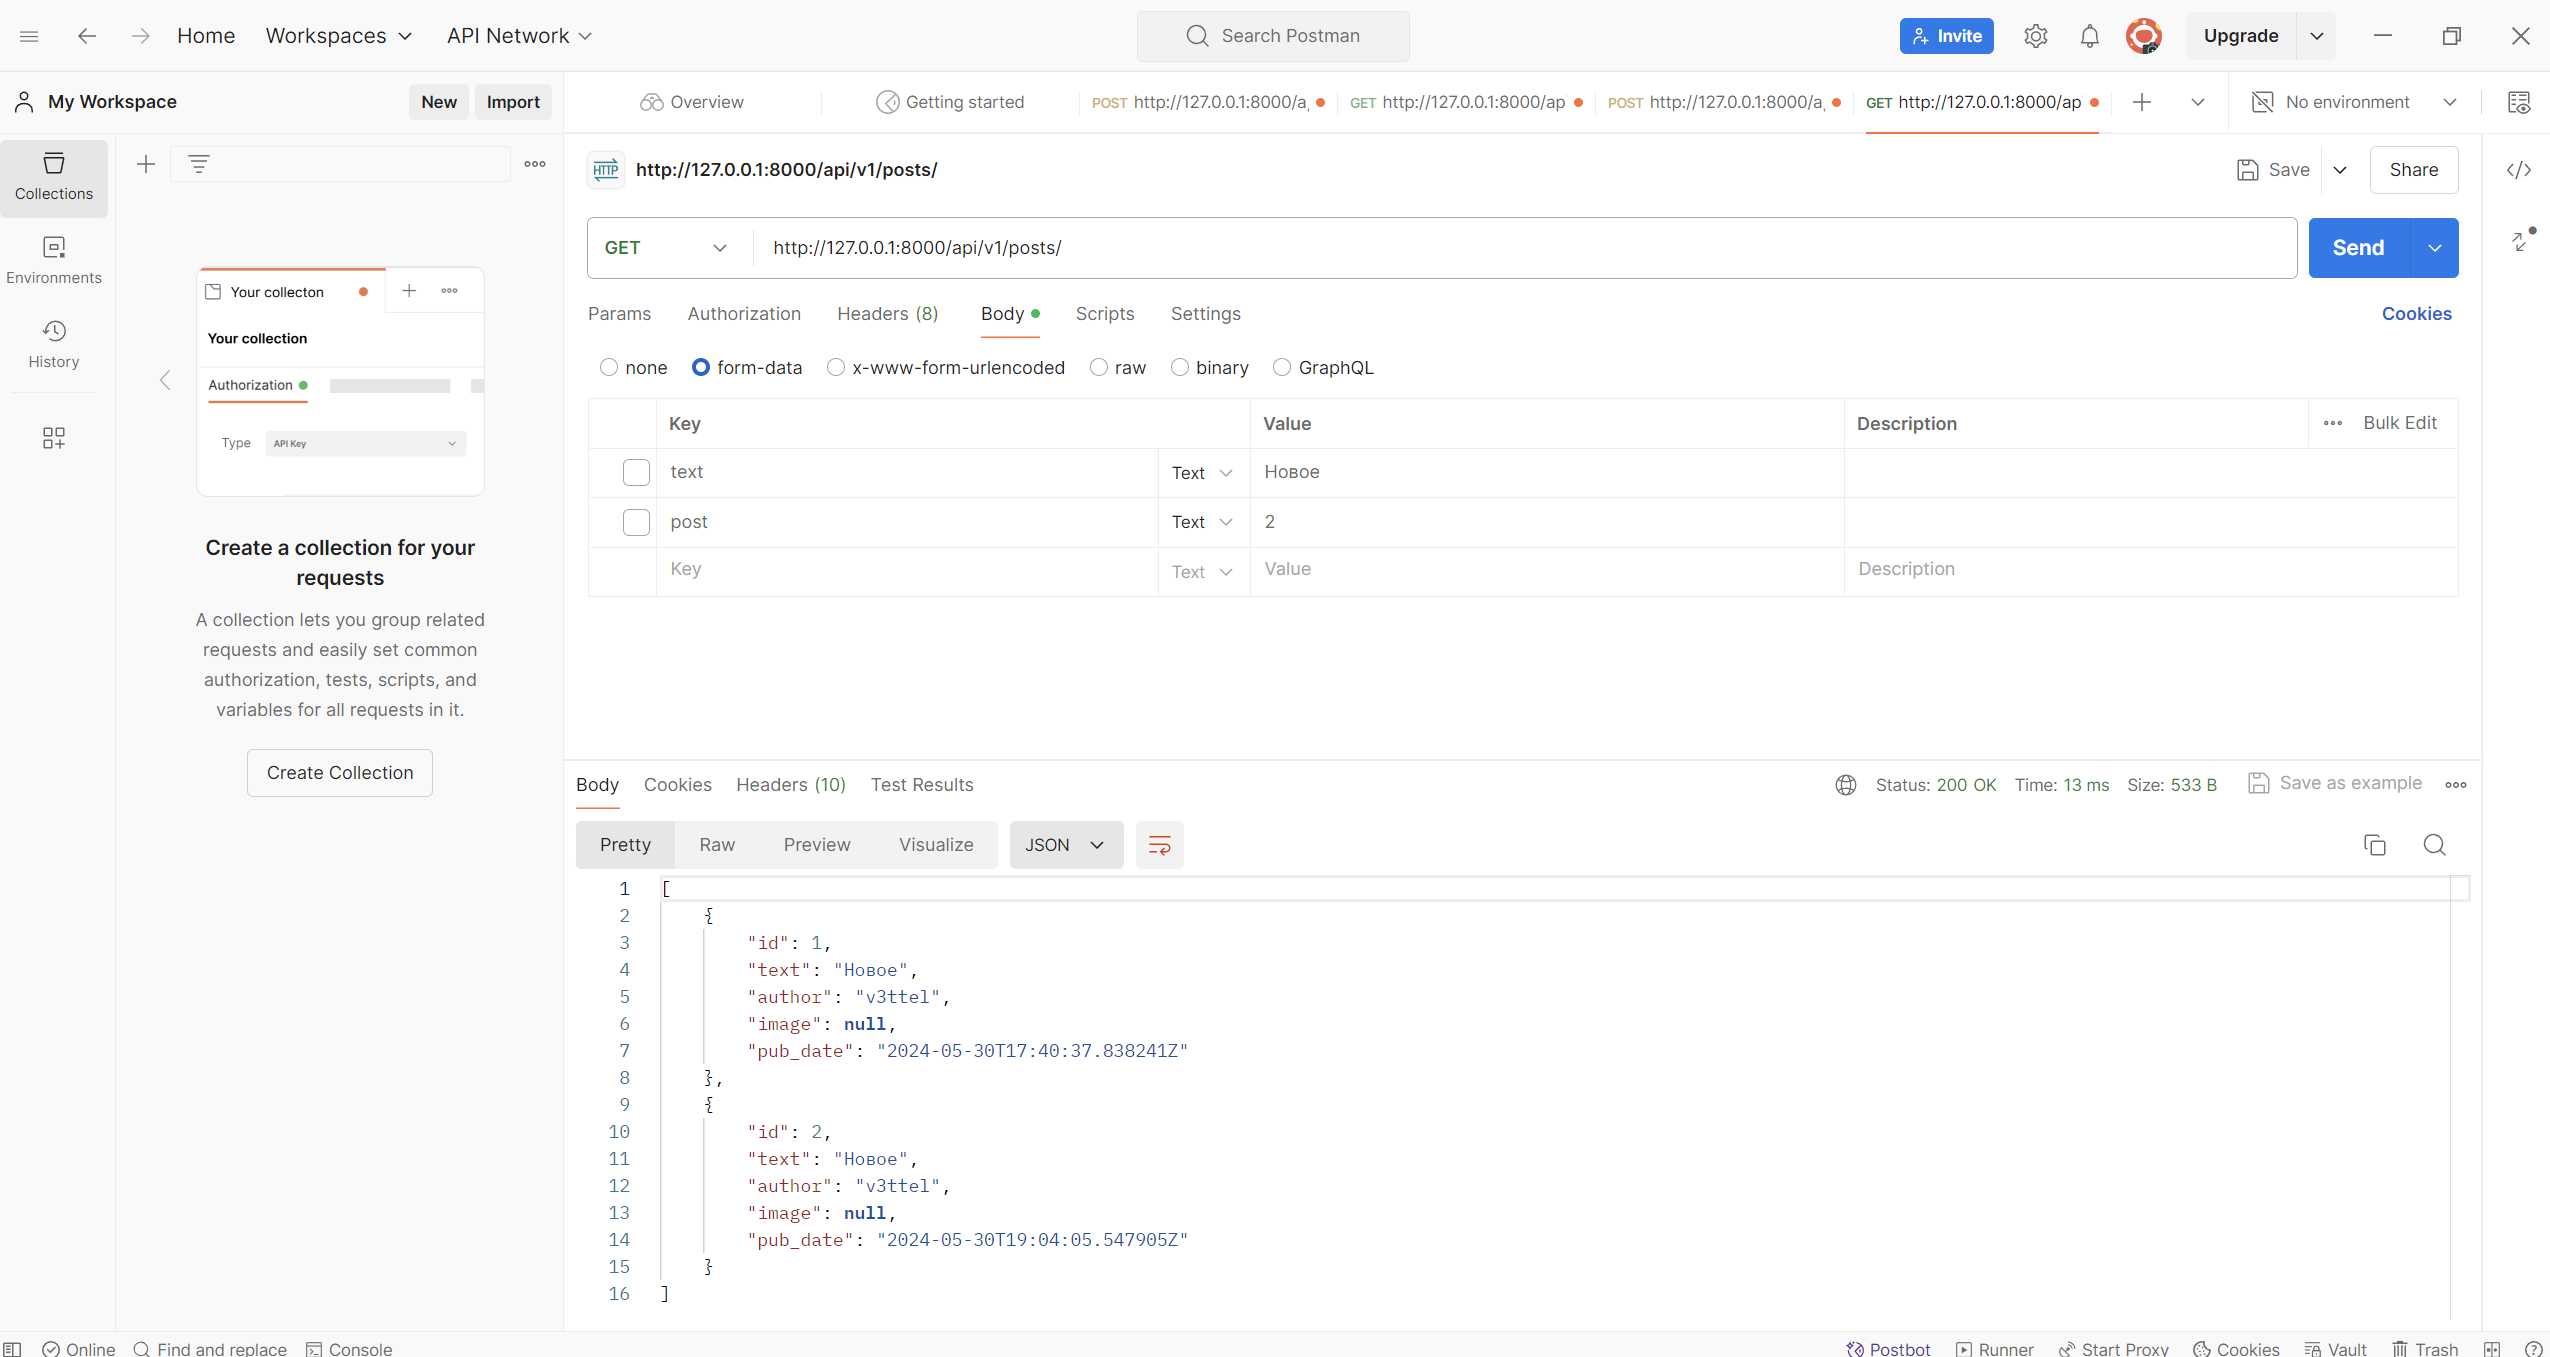 Home Workspaces API Network Search Postman Invite Upgrade
My Workspace New Import Overview Getting started POST http://127.0.0.1:8000/a GET http://127.0.0.1:8000/ap POST http://127.0.0.1:8000/a GET http://127.0.0.1:8000/ap No environment
Collections
Environments
History
Your collecton
Your collection
Authorization
Type API Key
Create a collection for your
requests
A collection lets you group related
requests and easily set common
authorization, tests, scripts, and
variables for all requests in it.
Create Collection
HTTP http://127.0.0.1:8000/api/v1/posts/ Save Share
GET http://127.0.0.1:8000/api/v1/posts/ Send
Params Authorization Headers (8) Body Scripts Settings Cookies
none form-data x-www-form-urlencoded raw binary GraphQL
Key Value Description Bulk Edit
text Text Новое
post Text 2
Key Text Value Description
Body Cookies Headers (10) Test Results Status: 200 OK Time: 13 ms Size: 533 B Save as example
Pretty Raw Preview Visualize JSON
1 [
2 {
3 "id": 1,
4 "text": "Новое",
5 "author": "v3ttel",
6 "image": null,
7 "pub_date": "2024-05-30T17:40:37.838241Z"
8 },
9 {
10 "id": 2,
11 "text": "Новое",
12 "author": "v3ttel",
13 "image": null,
14 "pub_date": "2024-05-30T19:04:05.547905Z"
15 }
16 ]
Online Find and replace Console Postbot Runner Start Proxy Cookies Vault Trash